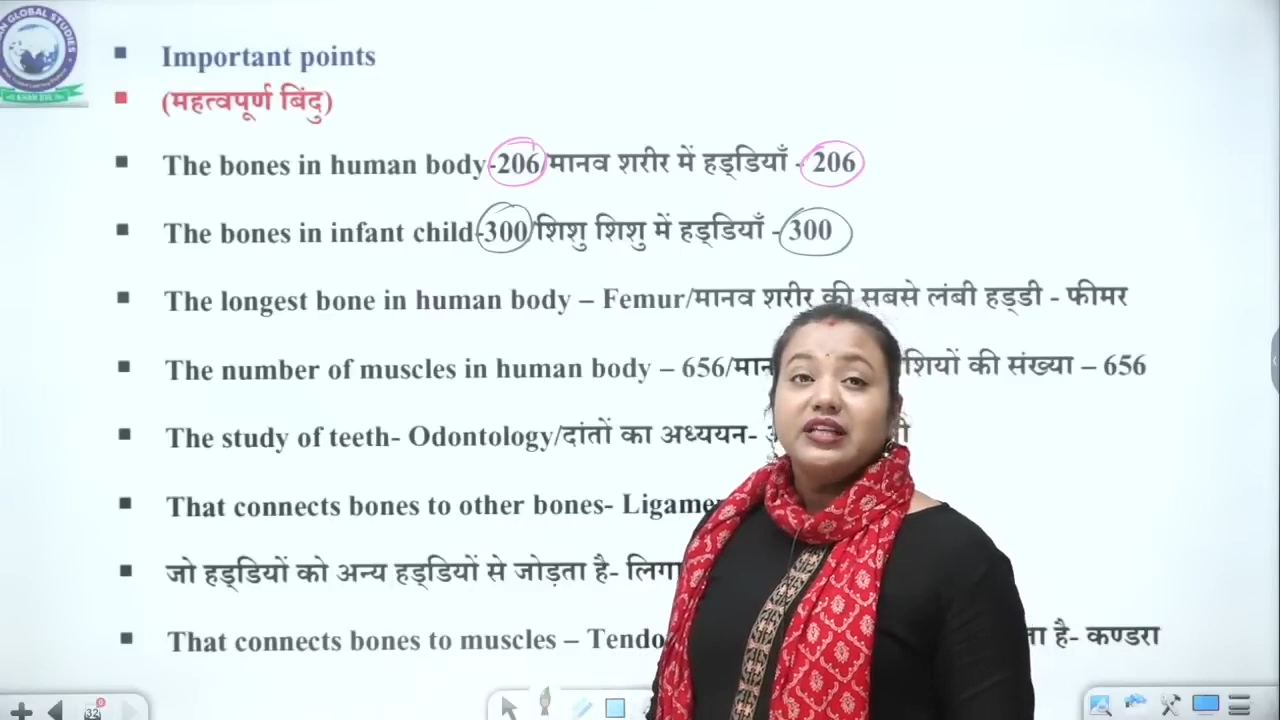 GLOBAL STUDIES
Important points
(महत्वपूर्ण बिंदु)
The bones in human body-206/मानव शरीर में हड्डियाँ - 206
The bones in infant child-300/शिशु शिशु में हड्डियाँ - 300
The longest bone in human body – Femur/मानव शरीर की सबसे लंबी हड्डी - फीमर
The number of muscles in human body – 656/मान शियों की संख्या – 656
The study of teeth- Odontology/दांतों का अध्ययन-
That connects bones to other bones- Ligame
जो हड्डियों को अन्य हड्डियों से जोड़ता है- लिगा
That connects bones to muscles – Tendo ता है- कण्डरा
32